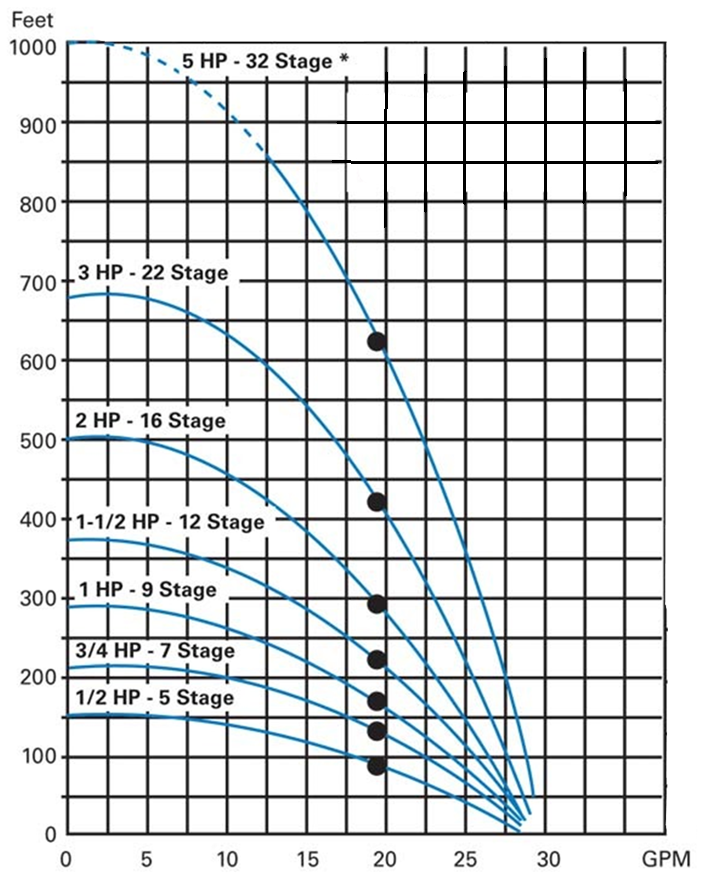 Feet
1000
5 HP - 32 Stage *
900
800
700
3 HP - 22 Stage
600
500
2 HP - 16 Stage
400
1-1/2 HP - 12 Stage
300
1 HP - 9 Stage
200
3/4 HP - 7 Stage
1/2 HP - 5 Stage
100
0
0 5 10 15 20 25 30 GPM